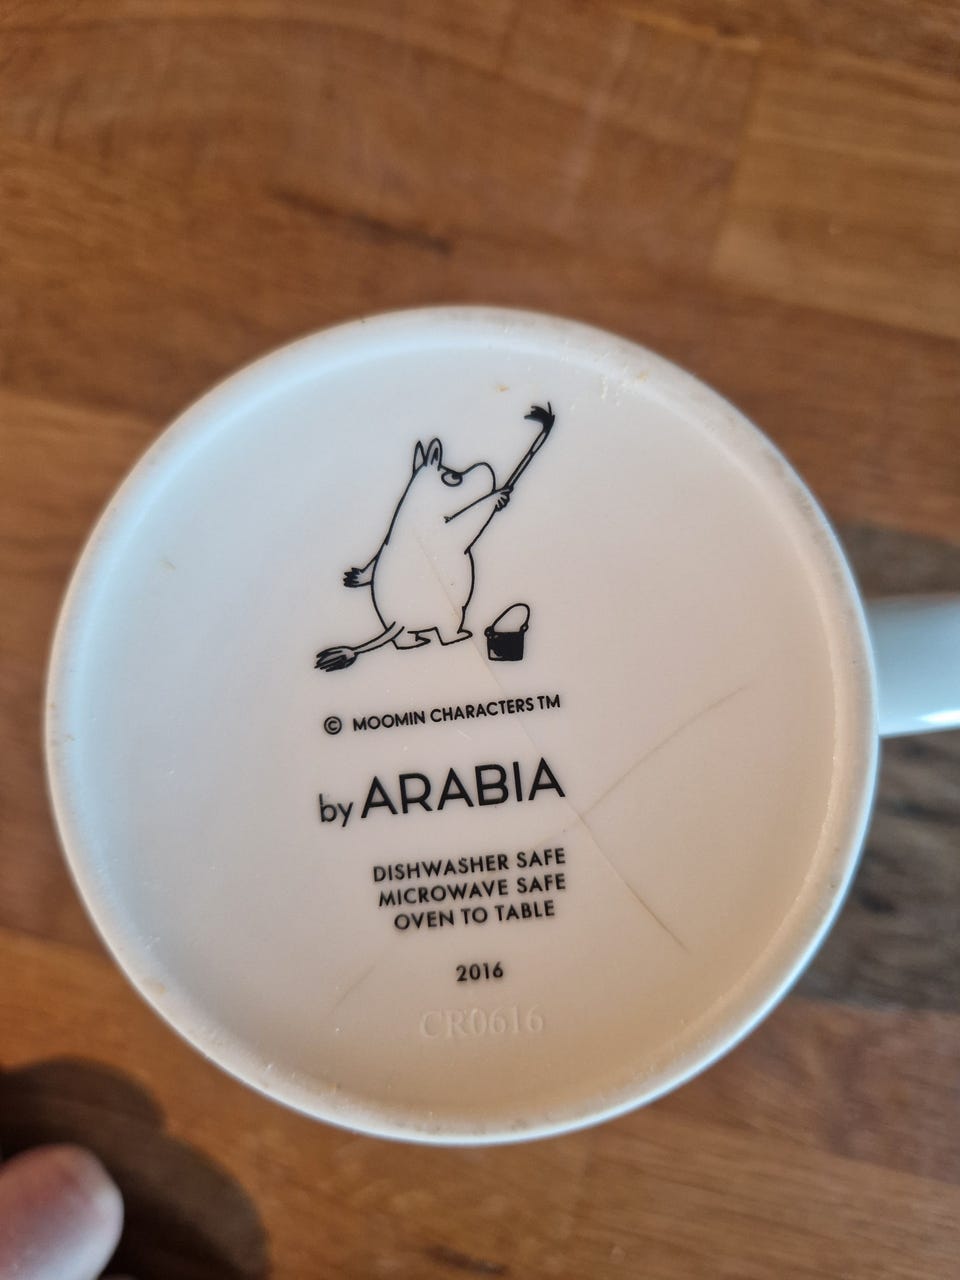 © MOOMIN CHARACTERS TM
by ARABIA
DISHWASHER SAFE
MICROWAVE SAFE
OVEN TO TABLE
2016
CR0616